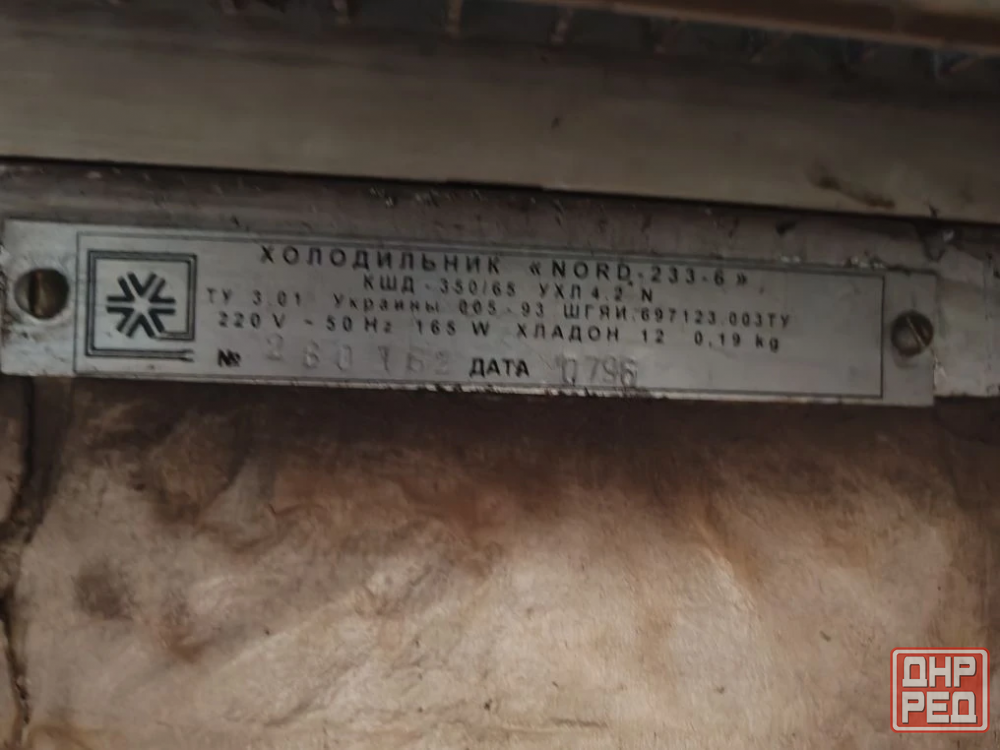 ХОЛОДИЛЬНИК «NORD-233-6»
КШД-350/65 УХЛ 4.2 N
ТУ 3.01 Украины 005-93 ШГЯИ.697123.003ТУ
220 V ~ 50 Hz 165 W ХЛАДОН 12 0,19 kg
№ ДАТА 0796
ДНР
РЕД